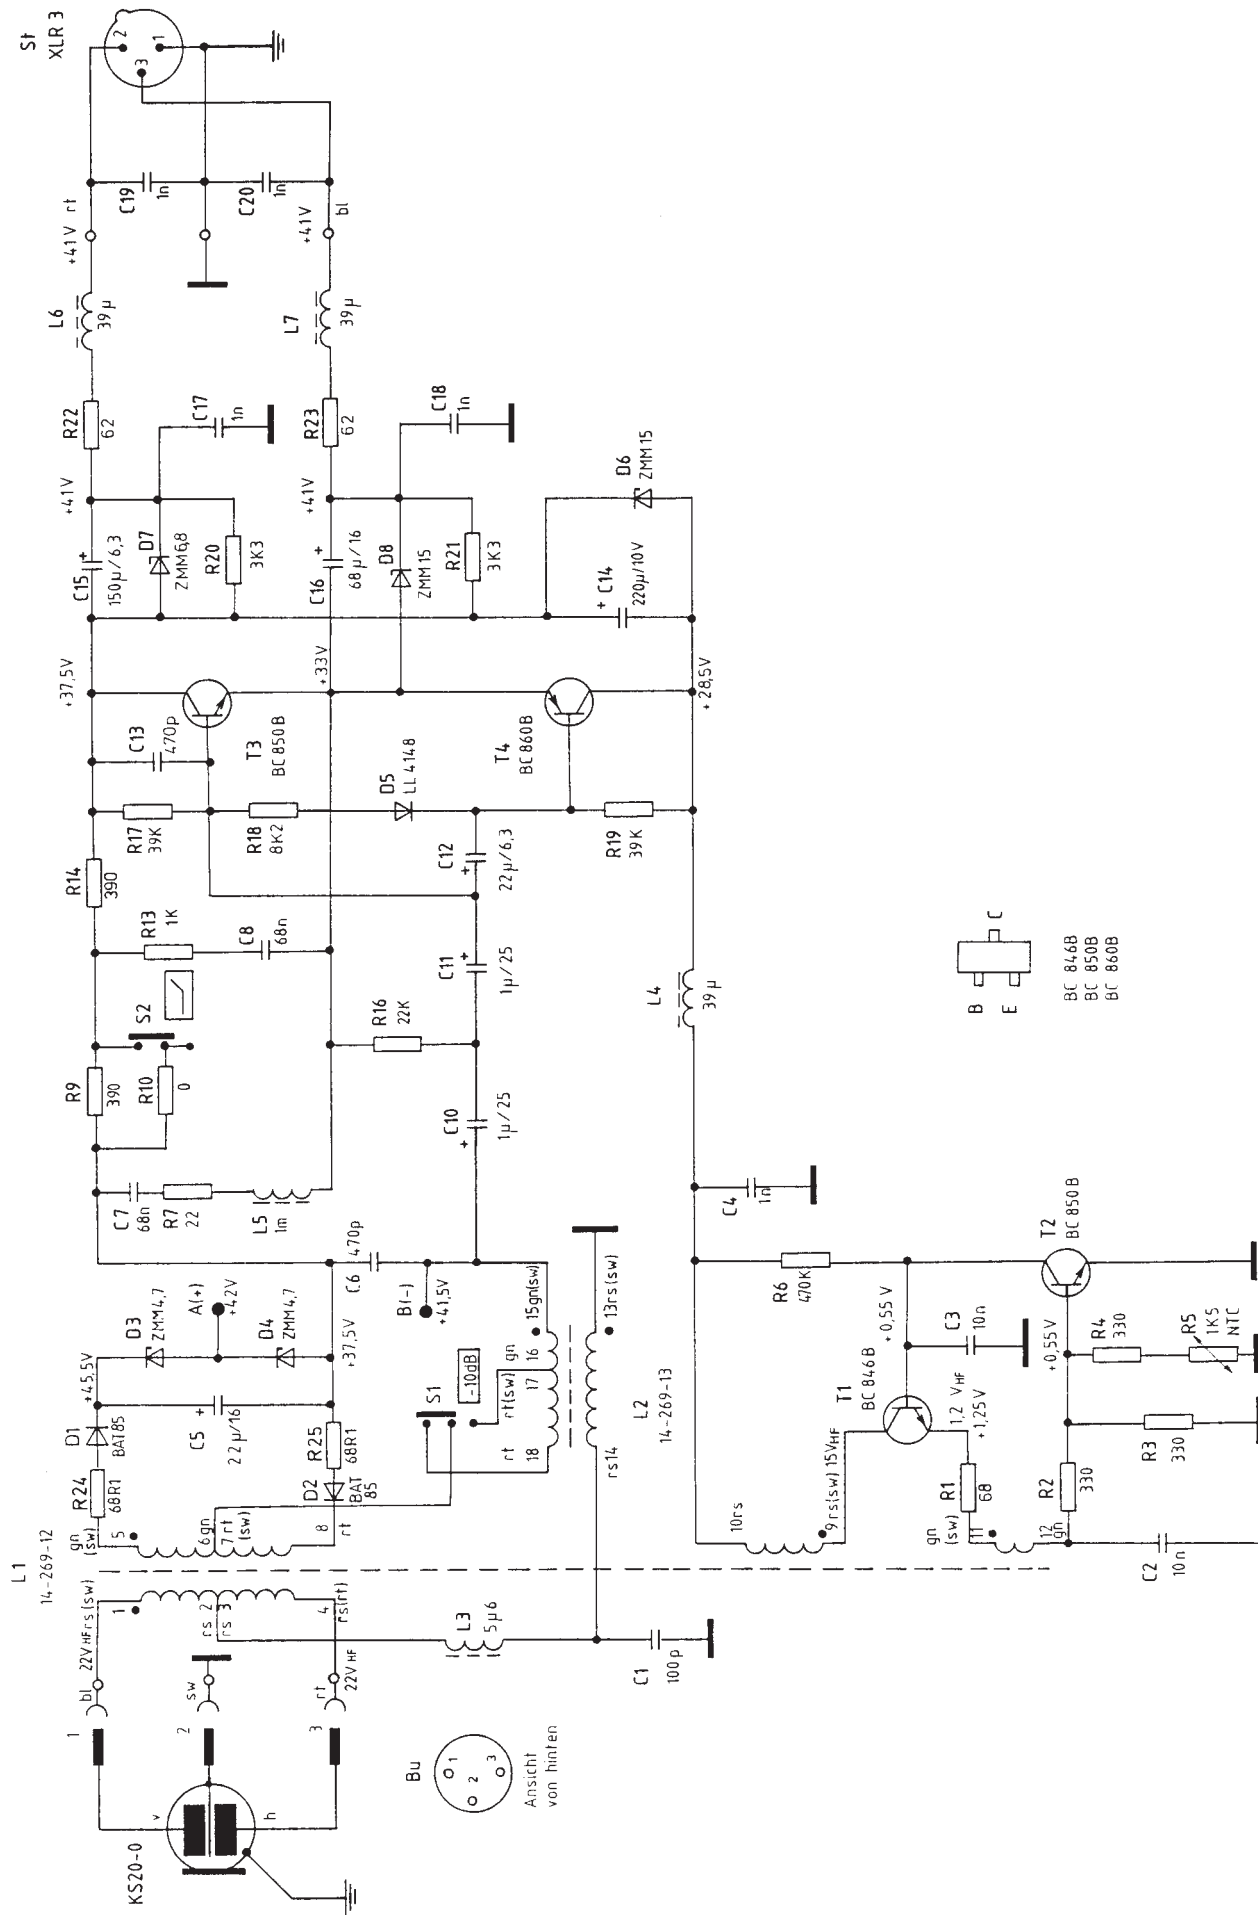 L1
14-269-12
KS20-0
v
h
1
2
3
bl
sw
rt
22VHF
rs(sw)
22VHF
rs(rt)
1
rs 2
rs 3
4
Bu
1
2
3
Ansicht
von hinten
L3
5µ6
C1
100p
gn
(sw)
5
6gn
7rt
(sw)
8
rt
R24
68R1
D1
BAT85
+45,5V
D2
BAT
85
R25
68R1
C5
22µ/16
D3
ZMM4,7
D4
ZMM4,7
A(+)
+42V
+37,5V
C6
470p
B(-)
+41,5V
S1
-10dB
rt
18
rt(sw)
17
16
gn
15gn(sw)
13rs(sw)
rs14
L2
14-269-13
10rs
9rs(sw)
15VHF
gn
(sw)
11
12
gn
C2
10n
R1
68
R2
330
R3
330
T1
BC 846B
1,2 VHF
+1,25V
+0,55V
C3
10n
+0,55V
R4
330
R5
1K5
NTC
R6
470K
T2
BC 850B
C4
1n
C7
68n
R7
22
L5
1m
R9
390
R10
0
S2
R13
1K
C8
68n
R14
390
R16
22K
C10
1µ/25
C11
1µ/25
C12
22µ/6,3
L4
39µ
R17
39K
R18
8K2
D5
LL4148
R19
39K
C13
470p
T3
BC850B
T4
BC860B
+37,5V
+33V
+28,5V
C15
150µ/6,3
D7
ZMM6,8
R20
3K3
C16
68µ/16
D8
ZMM15
R21
3K3
C14
220µ/10V
D6
ZMM15
+41V
+41V
C17
1n
C18
1n
R22
62
R23
62
L6
39µ
L7
39µ
+41V
rt
+41V
bl
C19
1n
C20
1n
St
XLR 3
2
1
3
B
E
C
BC 846B
BC 850B
BC 860B